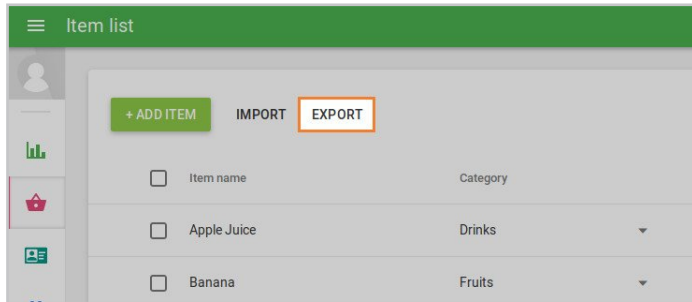 Item list
+ ADD ITEM IMPORT EXPORT
Item name Category
Apple Juice Drinks
Banana Fruits